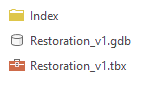 Index
Restoration_v1.gdb
Restoration_v1.tbx